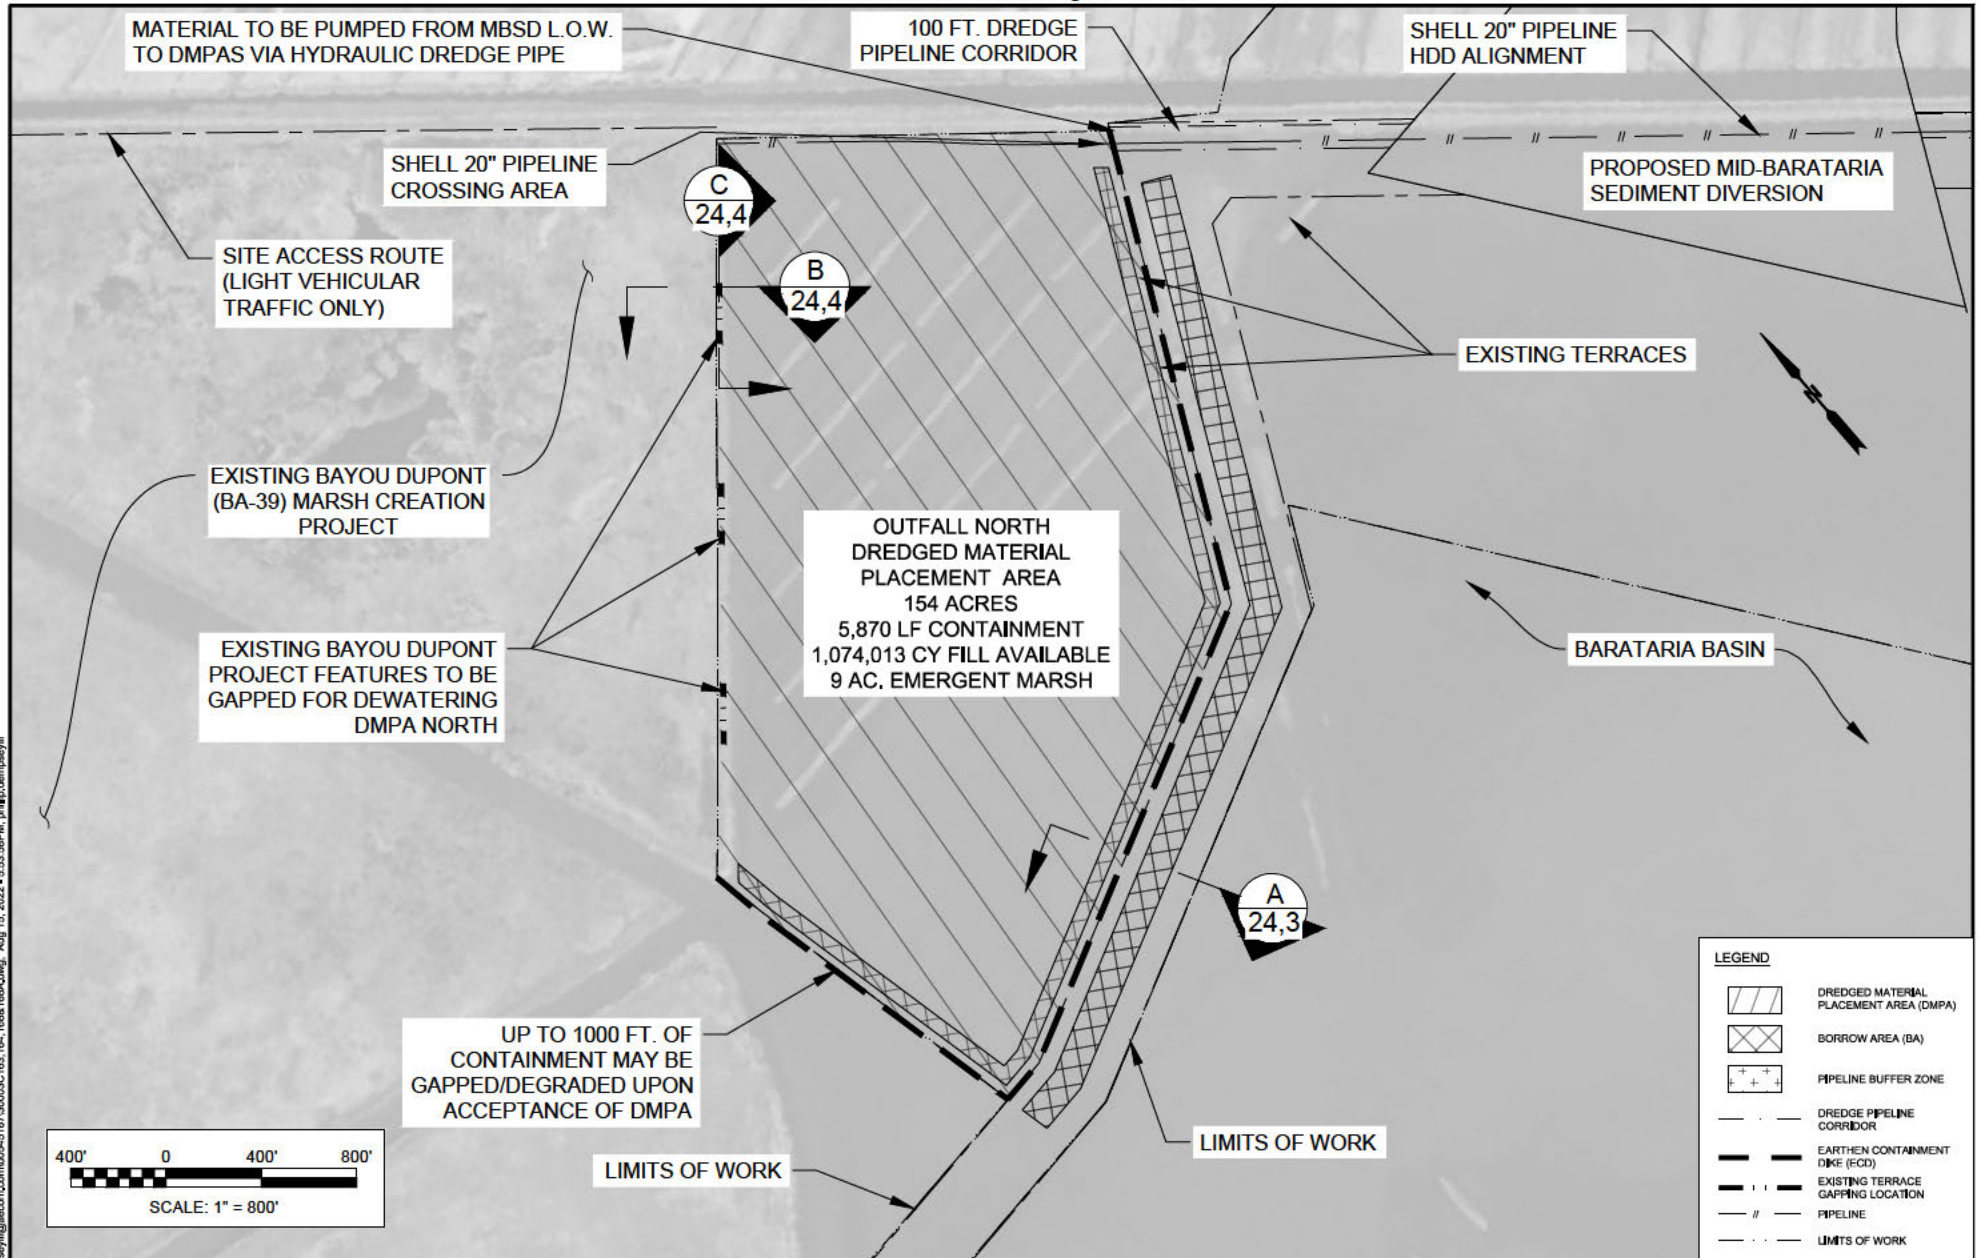 MATERIAL TO BE PUMPED FROM MBSD L.O.W.
TO DMPAS VIA HYDRAULIC DREDGE PIPE
100 FT. DREDGE
PIPELINE CORRIDOR
SHELL 20" PIPELINE
HDD ALIGNMENT
SHELL 20" PIPELINE
CROSSING AREA
PROPOSED MID-BARATARIA
SEDIMENT DIVERSION
C
24,4
SITE ACCESS ROUTE
(LIGHT VEHICULAR
TRAFFIC ONLY)
B
24,4
EXISTING TERRACES
N
EXISTING BAYOU DUPONT
(BA-39) MARSH CREATION
PROJECT
OUTFALL NORTH
DREDGED MATERIAL
PLACEMENT AREA
154 ACRES
5,870 LF CONTAINMENT
1,074,013 CY FILL AVAILABLE
9 AC. EMERGENT MARSH
EXISTING BAYOU DUPONT
PROJECT FEATURES TO BE
GAPPED FOR DEWATERING
DMPA NORTH
BARATARIA BASIN
A
24,3
UP TO 1000 FT. OF
CONTAINMENT MAY BE
GAPPED/DEGRADED UPON
ACCEPTANCE OF DMPA
LIMITS OF WORK
LIMITS OF WORK
400' 0 400' 800'
SCALE: 1" = 800'
LEGEND
DREDGED MATERIAL
PLACEMENT AREA (DMPA)
BORROW AREA (BA)
PIPELINE BUFFER ZONE
DREDGE PIPELINE
CORRIDOR
EARTHEN CONTAINMENT
DIKE (ECD)
EXISTING TERRACE
GAPPING LOCATION
PIPELINE
LIMITS OF WORK